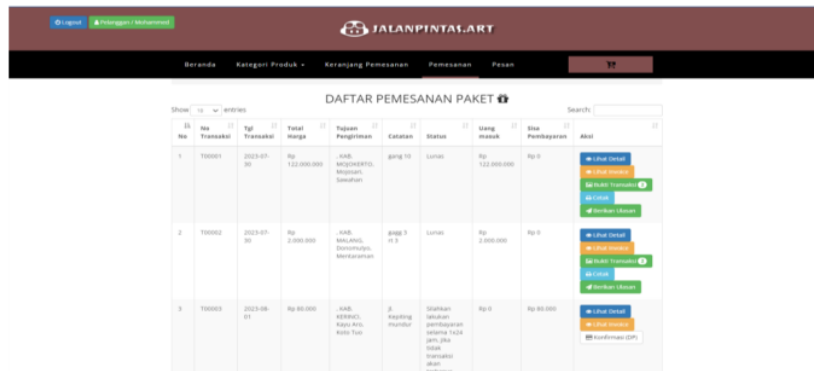 Logout
Pelanggan / Mohammed
JALANPINTAS.ART
Beranda
Kategori Produk
Keranjang Pemesanan
Pemesanan
Pesan
DAFTAR PEMESANAN PAKET
Show 10 entries
Search:
No
No Transaksi
Tgl Transaksi
Total Harga
Tujuan Pengiriman
Catatan
Status
Uang masuk
Sisa Pembayaran
Aksi
1
T00001
2023-07-30
Rp 122.000.000
, KAB. MOJOKERTO, Mojosari, Sawahan
gang 10
Lunas
Rp 122.000.000
Rp 0
Lihat Detail
Lihat Invoice
Bukti Transaksi
Cetak
Berikan Ulasan
2
T00002
2023-07-30
Rp 2.000.000
, KAB. MALANG, Donomulyo, Mentaraman
gagg 3 rt 3
Lunas
Rp 2.000.000
Rp 0
Lihat Detail
Lihat Invoice
Bukti Transaksi
Cetak
Berikan Ulasan
3
T00003
2023-08-01
Rp 80.000
, KAB. KERINCI, Kayu Aro, Koto Tuo
Jl. Kepiting mundur
Silahkan lakukan pembayaran selama 1x24 jam, jika tidak transaksi akan
Rp 0
Rp 80.000
Lihat Detail
Lihat Invoice
Konfirmasi (DP)